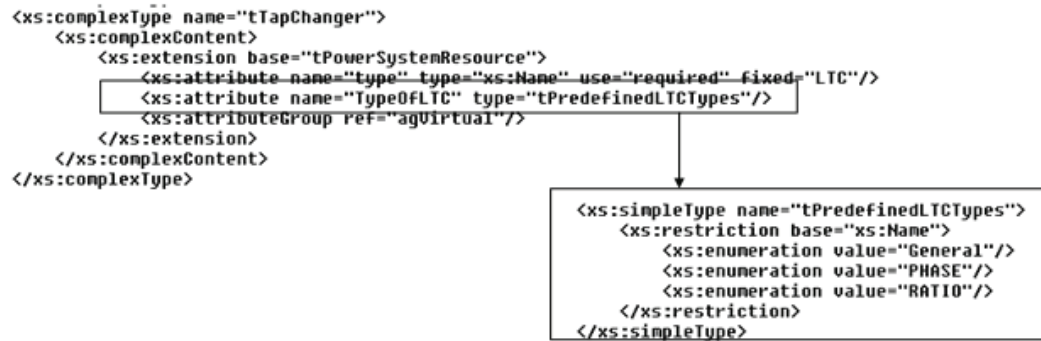 <xs:complexType name="tTapChanger">
<xs:complexContent>
<xs:extension base="tPowerSystemResource">
<xs:attribute name="type" type="xs:Name" use="required" fixed="LTC"/>
<xs:attribute name="TypeOfLTC" type="tPredefinedLTCTypes"/>
<xs:attributeGroup ref="agVirtual"/>
</xs:extension>
</xs:complexContent>
</xs:complexType>
<xs:simpleType name="tPredefinedLTCTypes">
<xs:restriction base="xs:Name">
<xs:enumeration value="General"/>
<xs:enumeration value="PHASE"/>
<xs:enumeration value="RATIO"/>
</xs:restriction>
</xs:simpleType>